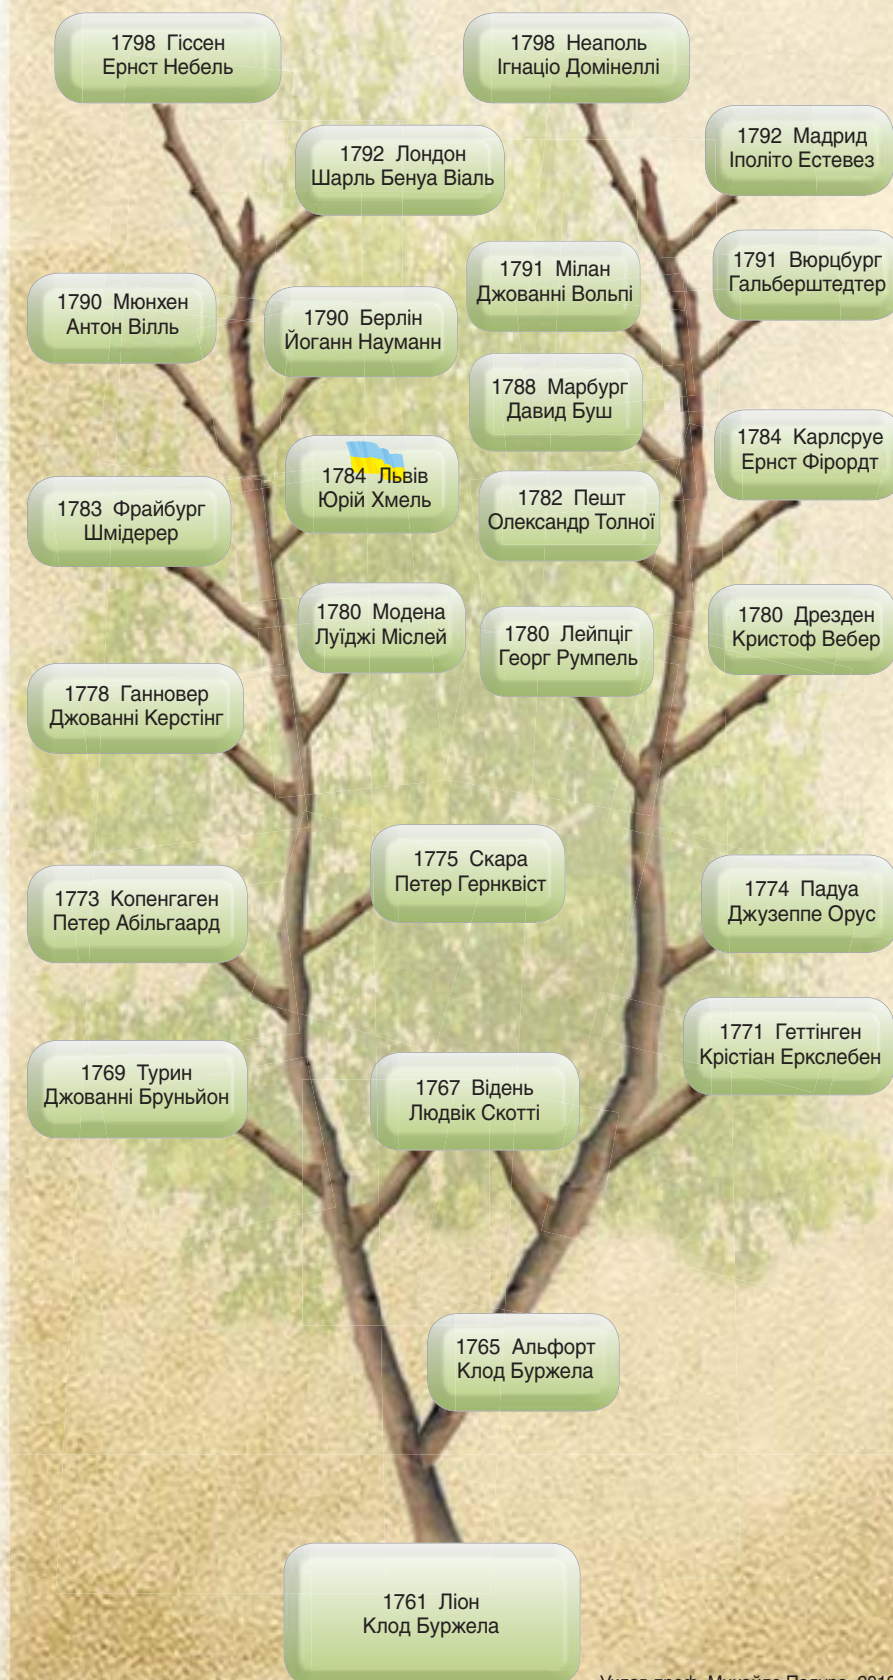 1798 Гіссен
Ернст Небель
1798 Неаполь
Ігнаціо Домінеллі
1792 Лондон
Шарль Бенуа Віаль
1792 Мадрид
Іполіто Естевез
1791 Мілан
Джованні Вольпі
1791 Вюрцбург
Гальберштедтер
1790 Мюнхен
Антон Вілль
1790 Берлін
Йоганн Науманн
1788 Марбург
Давид Буш
1784 Карлсруе
Ернст Фірордт
1784 Львів
Юрій Хмель
1783 Фрайбург
Шмідерер
1782 Пешт
Олександр Толної
1780 Модена
Луїджі Міслей
1780 Лейпціг
Георг Румпель
1780 Дрезден
Кристоф Вебер
1778 Ганновер
Джованні Керстінг
1775 Скара
Петер Гернквіст
1773 Копенгаген
Петер Абільгаард
1774 Падуа
Джузеппе Орус
1771 Геттінген
Крістіан Еркслебен
1769 Турин
Джованні Бруньйон
1767 Відень
Людвік Скотті
1765 Альфорт
Клод Буржела
1761 Ліон
Клод Буржела